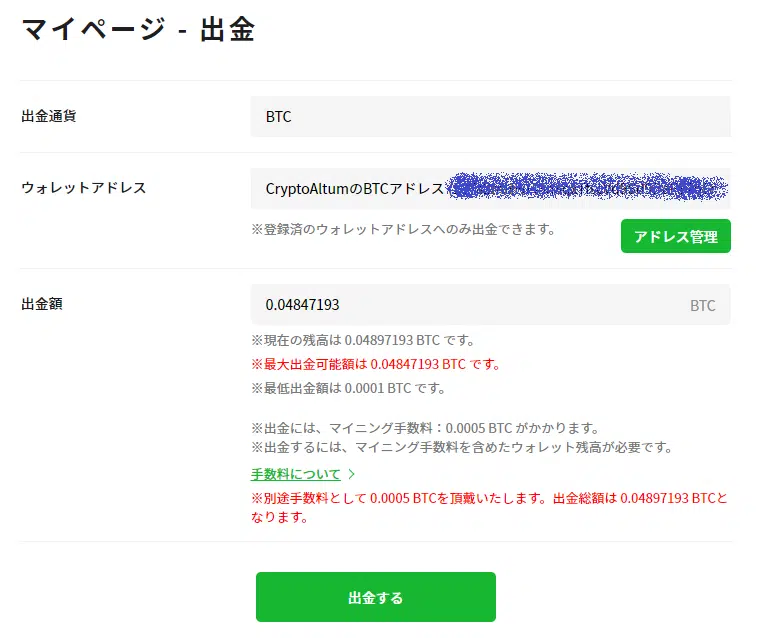 マイページ - 出金
出金通貨
BTC
ウォレットアドレス
CryptoAltumのBTCアドレス
※登録済のウォレットアドレスへのみ出金できます。
アドレス管理
出金額
0.04847193
BTC
※現在の残高は 0.04897193 BTC です。
※最大出金可能額は 0.04847193 BTC です。
※最低出金額は 0.0001 BTC です。
※出金には、マイニング手数料：0.0005 BTC がかかります。
※出金するには、マイニング手数料を含めたウォレット残高が必要です。
手数料について
※別途手数料として 0.0005 BTCを頂戴いたします。出金総額は 0.04897193 BTCと
なります。
出金する